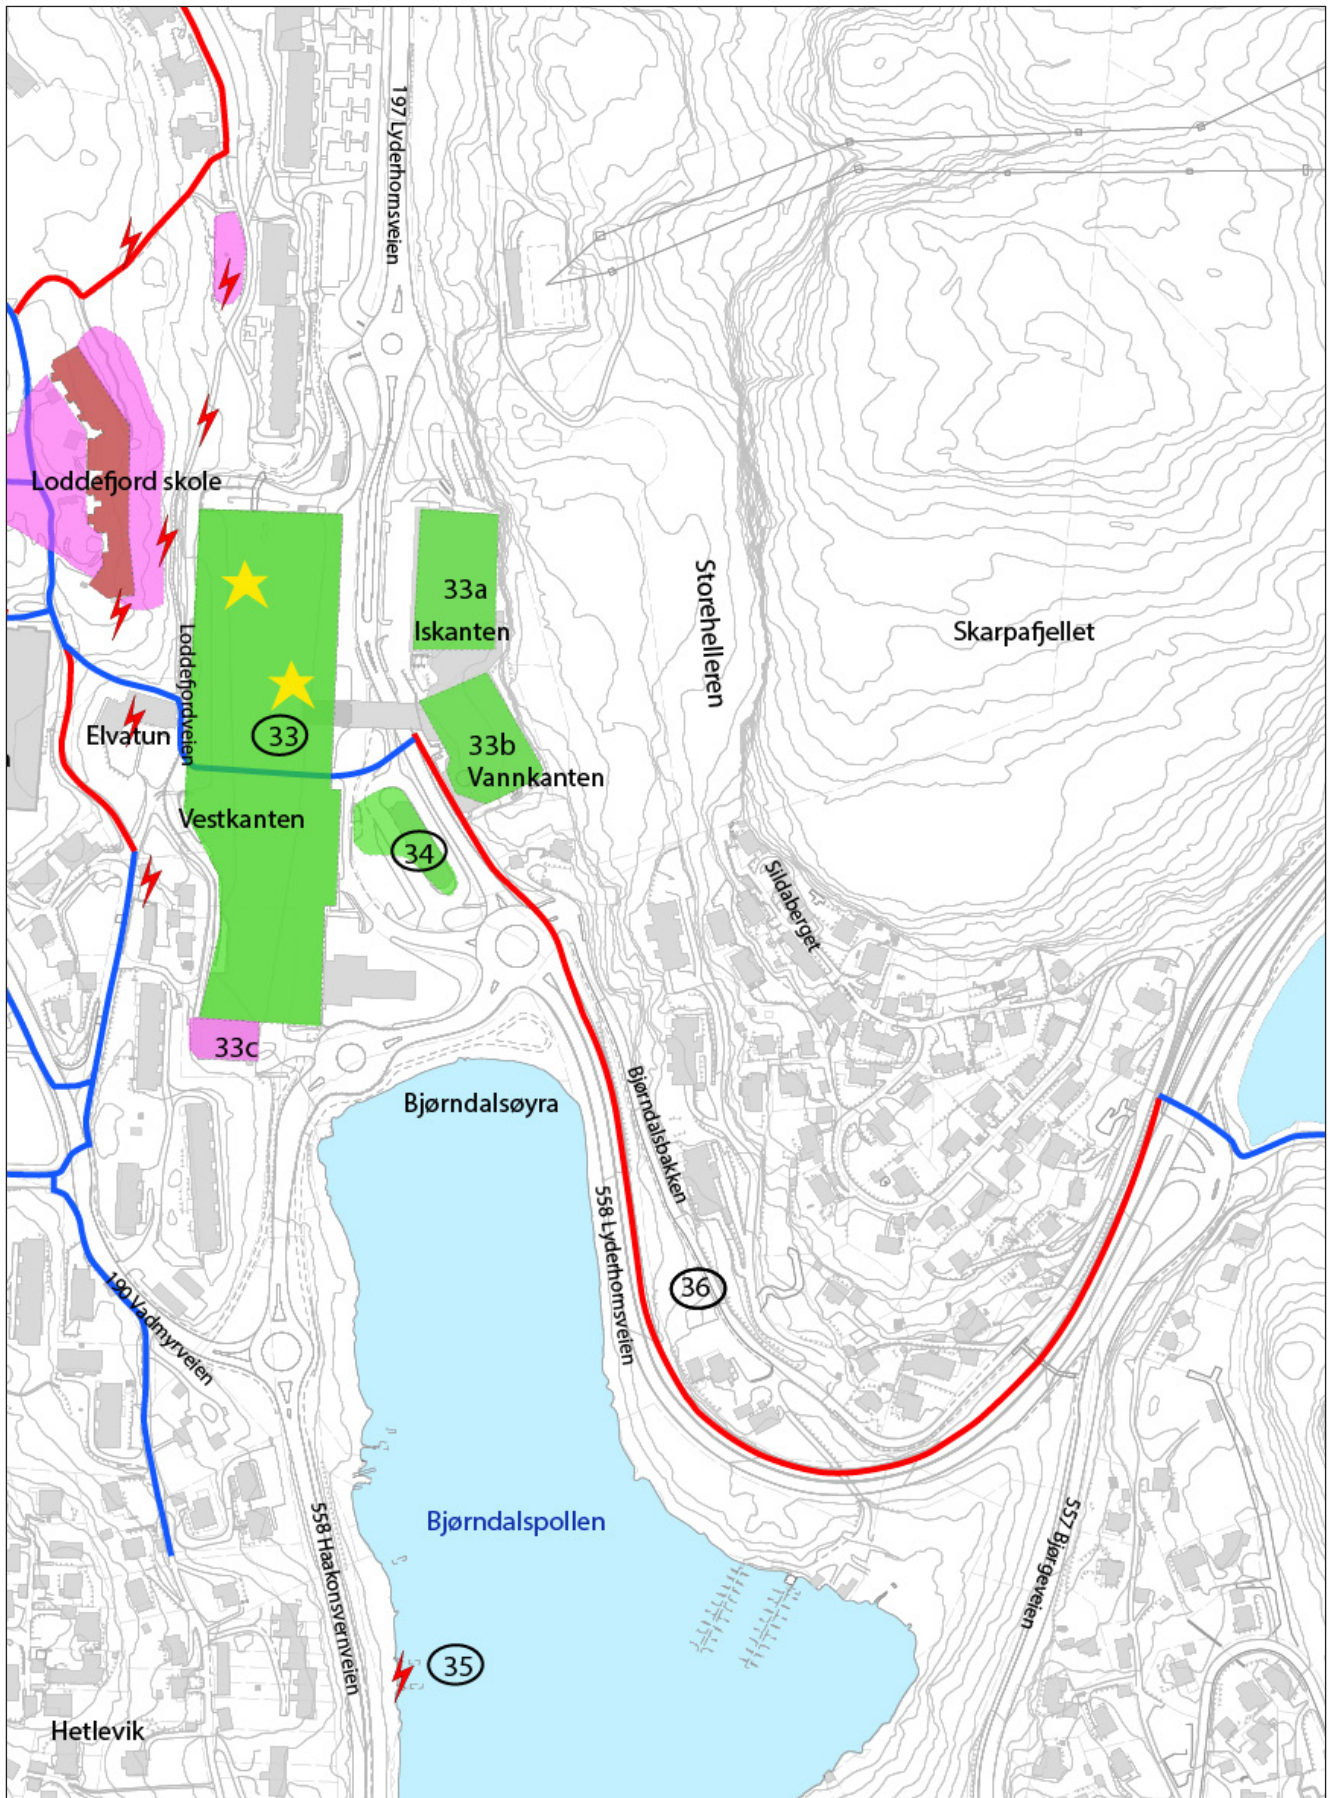 197 Lyderhornsveien
Loddefjord skole
33a
Iskanten
Storehelleren
Skarpafjellet
Loddefjordveien
Elvatun
33
33b
Vannkanten
Vestkanten
34
Sildaberget
33c
Bjørndalsøyra
Bjørndalsbakken
558 Lyderhornsveien
36
190 Vadmyrveien
Bjørndalspollen
558 Haakonsvernveien
557 Bjørgeveien
35
Hetlevik